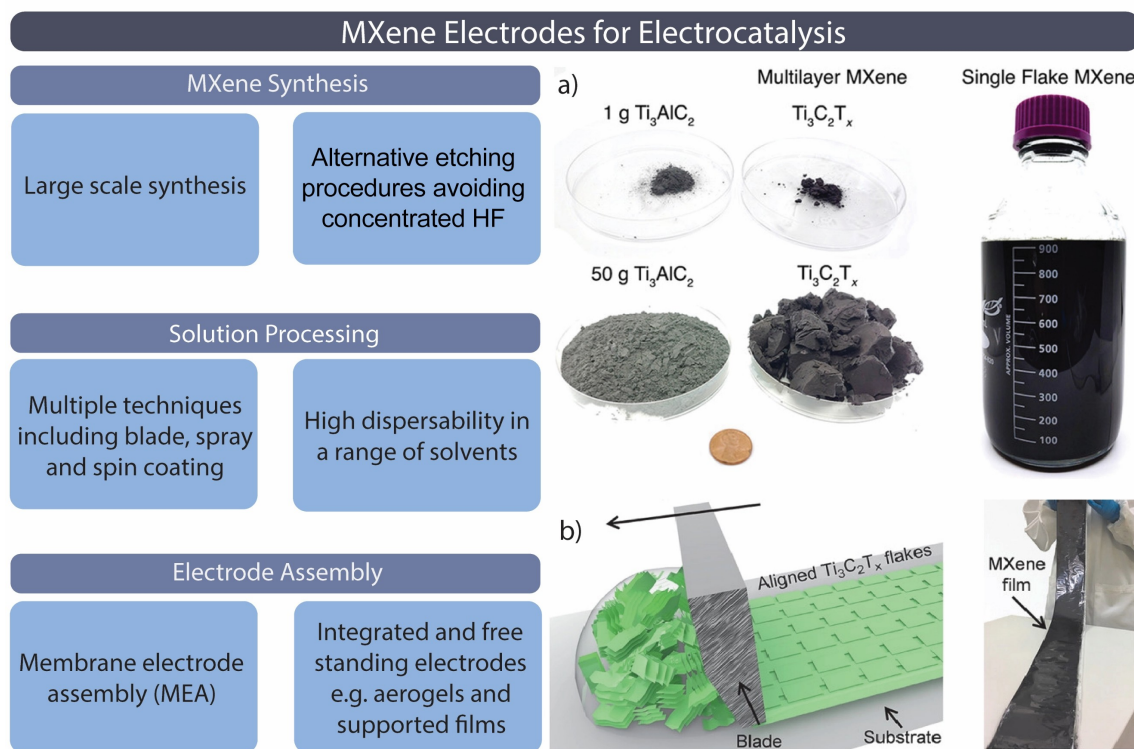 MXene Electrodes for Electrocatalysis
MXene Synthesis
Large scale synthesis
Alternative etching
procedures avoiding
concentrated HF
Solution Processing
Multiple techniques
including blade, spray
and spin coating
High dispersability in
a range of solvents
Electrode Assembly
Membrane electrode
assembly (MEA)
Integrated and free
standing electrodes
e.g. aerogels and
supported films
a)
Multilayer MXene
Single Flake MXene
1 g Ti₃AlC₂
Ti₃C₂Tₓ
50 g Ti₃AlC₂
Ti₃C₂Tₓ
900
800
700
600
500
400
300
200
100
APPROX. VOLUME
b)
Aligned Ti₃C₂Tₓ flakes
Blade
Substrate
MXene
film